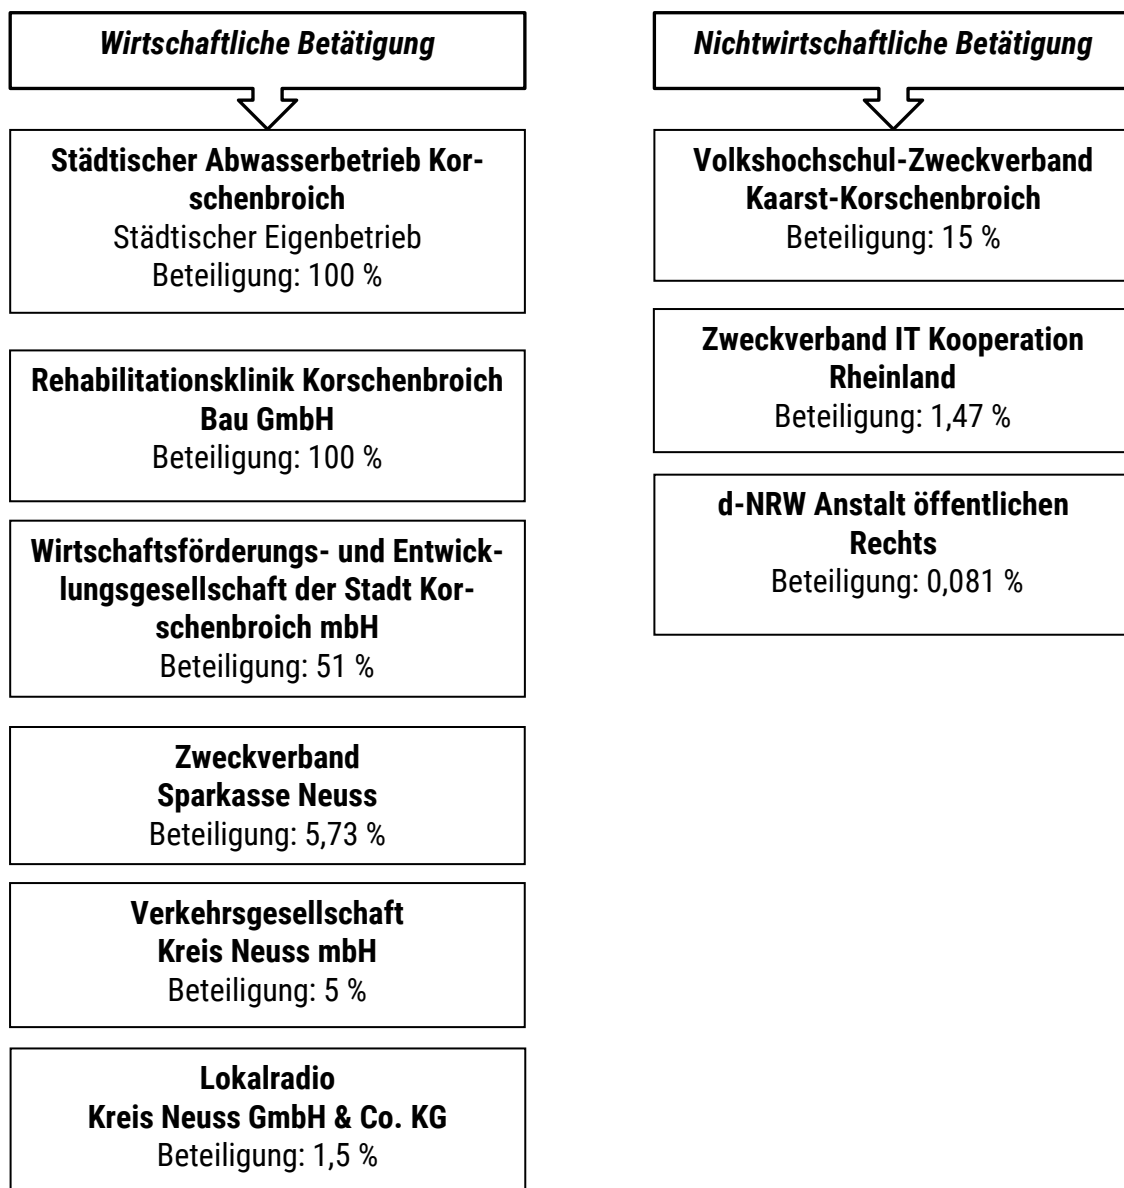 Wirtschaftliche Betätigung
Städtischer Abwasserbetrieb Kor-
schenbroich
Städtischer Eigenbetrieb
Beteiligung: 100 %
Rehabilitationsklinik Korschenbroich
Bau GmbH
Beteiligung: 100 %
Wirtschaftsförderungs- und Entwick-
lungsgesellschaft der Stadt Kor-
schenbroich mbH
Beteiligung: 51 %
Zweckverband
Sparkasse Neuss
Beteiligung: 5,73 %
Verkehrsgesellschaft
Kreis Neuss mbH
Beteiligung: 5 %
Lokalradio
Kreis Neuss GmbH & Co. KG
Beteiligung: 1,5 %
Nichtwirtschaftliche Betätigung
Volkshochschul-Zweckverband
Kaarst-Korschenbroich
Beteiligung: 15 %
Zweckverband IT Kooperation
Rheinland
Beteiligung: 1,47 %
d-NRW Anstalt öffentlichen
Rechts
Beteiligung: 0,081 %